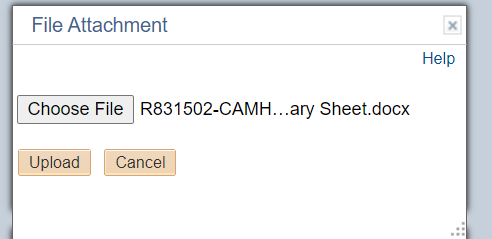 File Attachment
Help
Choose File R831502-CAMH...ary Sheet.docx
Upload Cancel